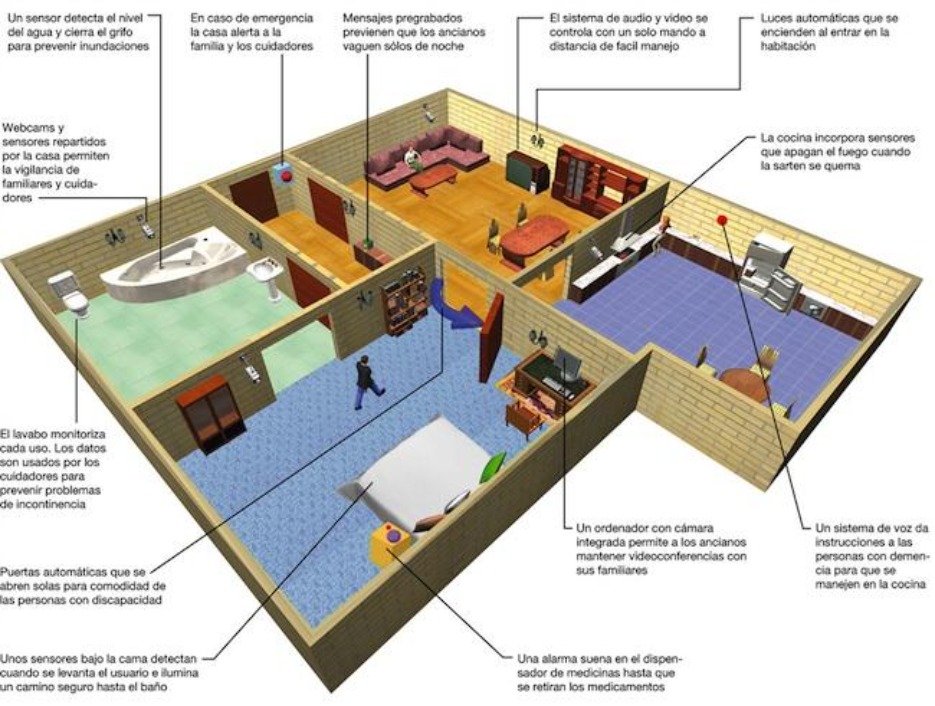 Un sensor detecta el nivel
del agua y cierra el grifo
para prevenir inundaciones
En caso de emergencia
la casa alerta a la
familia y los cuidadores
Mensajes pregrabados
previenen que los ancianos
vaguen sólos de noche
El sistema de audio y video se
controla con un solo mando a
distancia de facil manejo
Luces automáticas que se
encienden al entrar en la
habitación
Webcams y
sensores repartidos
por la casa permiten
la vigilancia de
familiares y cuida-
dores
La cocina incorpora sensores
que apagan el fuego cuando
la sarten se quema
El lavabo monitoriza
cada uso. Los datos
son usados por los
cuidadores para
prevenir problemas
de incontinencia
Un ordenador con cámara
integrada permite a los ancianos
mantener videoconferencias con
sus familiares
Un sistema de voz da
instrucciones a las
personas con demen-
cia para que se
manejen en la cocina
Puertas automáticas que se
abren solas para comodidad de
las personas con discapacidad
Unos sensores bajo la cama detectan
cuando se levanta el usuario e ilumina
un camino seguro hasta el baño
Una alarma suena en el dispen-
sador de medicinas hasta que
se retiran los medicamentos